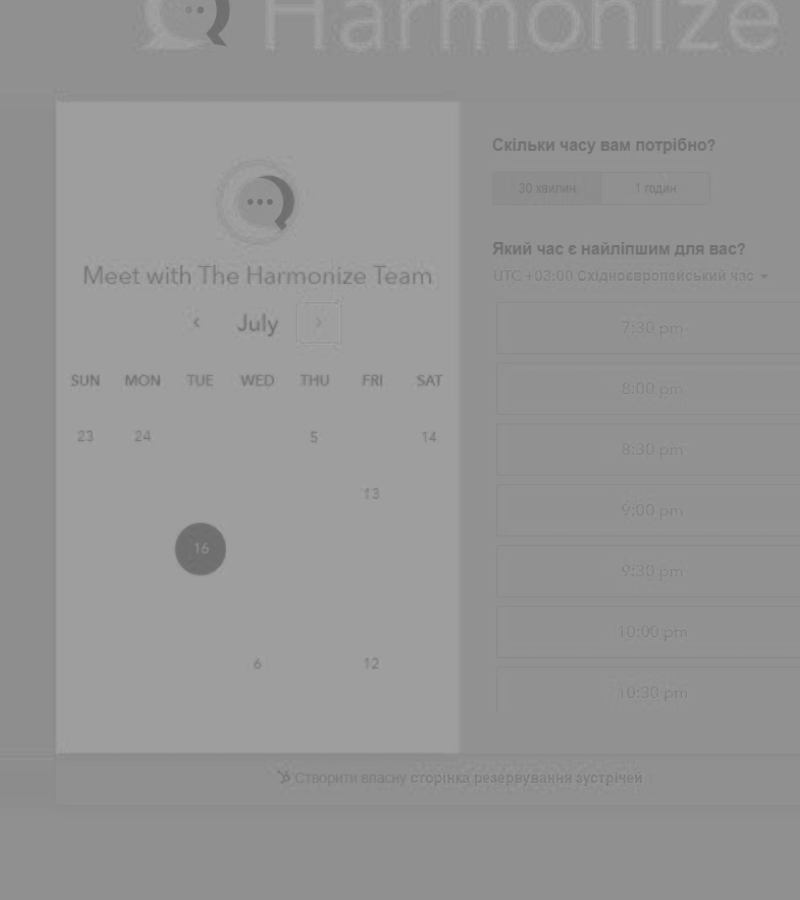 Harmonize
Meet with The Harmonize Team
July
SUN MON TUE WED THU FRI SAT
23 24 5 14
13
16
6 12
Скільки часу вам потрібно?
30 хвилин 1 годин
Який час є найліпшим для вас?
UTC +03:00 Східноєвропейський час
7:30 pm
8:00 pm
8:30 pm
9:00 pm
9:30 pm
10:00 pm
10:30 pm
Створити власну сторінка резервування зустрічей